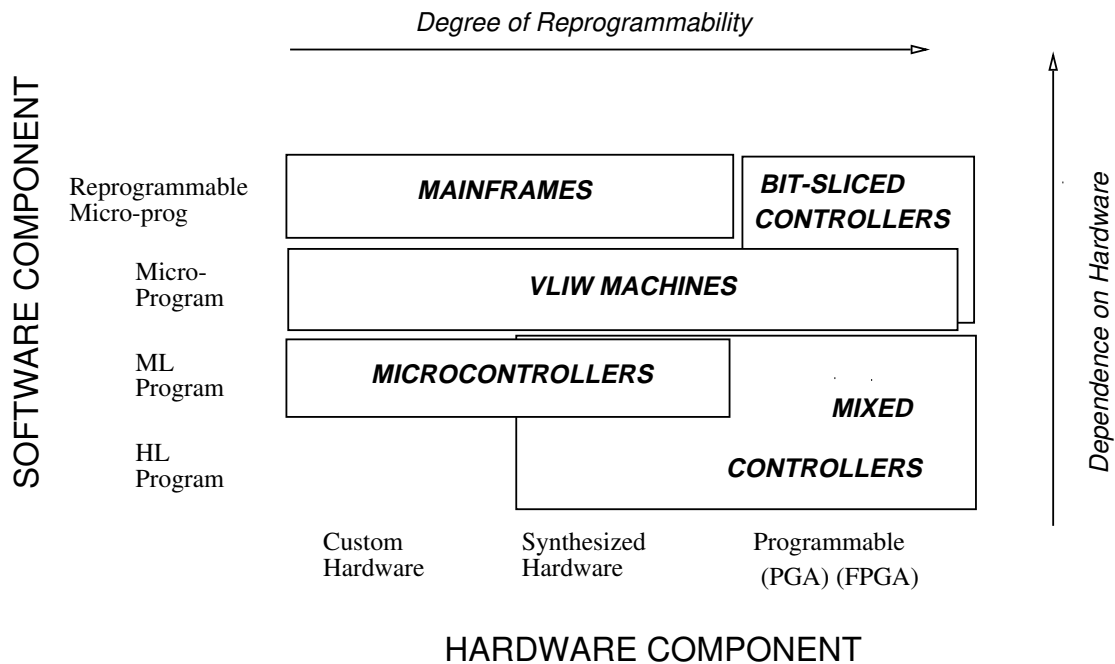 Degree of Reprogrammability
SOFTWARE COMPONENT
Dependence on Hardware
Reprogrammable
Micro-prog
MAINFRAMES
BIT-SLICED
CONTROLLERS
Micro-
Program
VLIW MACHINES
ML
Program
MICROCONTROLLERS
MIXED
CONTROLLERS
HL
Program
Custom
Hardware
Synthesized
Hardware
Programmable
(PGA) (FPGA)
HARDWARE COMPONENT